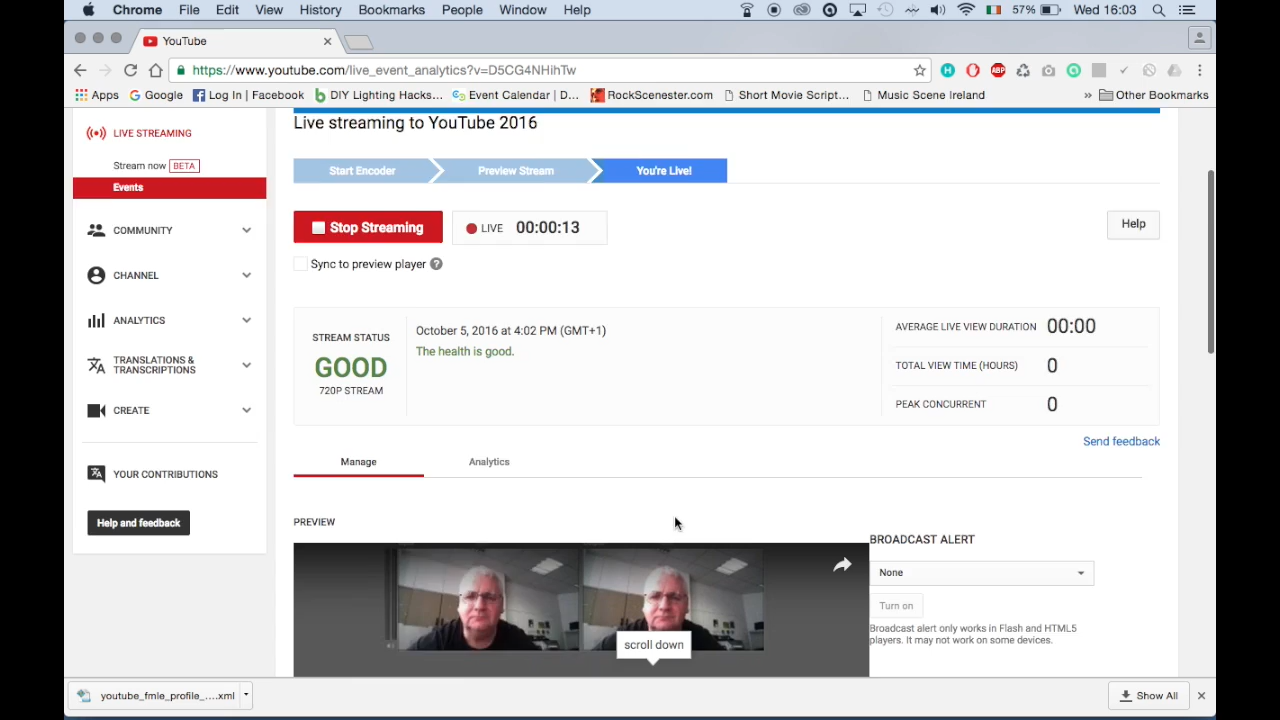 Chrome File Edit View History Bookmarks People Window Help 57% Wed 16:03
YouTube
https://www.youtube.com/live_event_analytics?v=D5CG4NHihTw
Apps Google Log In | Facebook DIY Lighting Hacks... Event Calendar | D... RockScenester.com Short Movie Script... Music Scene Ireland » Other Bookmarks
LIVE STREAMING
Stream now BETA
Events
COMMUNITY
CHANNEL
ANALYTICS
TRANSLATIONS &
TRANSCRIPTIONS
CREATE
YOUR CONTRIBUTIONS
Help and feedback
Live streaming to YouTube 2016
Start Encoder Preview Stream You're Live!
Stop Streaming LIVE 00:00:13 Help
Sync to preview player ?
STREAM STATUS
GOOD
720P STREAM
October 5, 2016 at 4:02 PM (GMT+1)
The health is good.
AVERAGE LIVE VIEW DURATION 00:00
TOTAL VIEW TIME (HOURS) 0
PEAK CONCURRENT 0
Send feedback
Manage Analytics
PREVIEW
scroll down
BROADCAST ALERT
None
Turn on
Broadcast alert only works in Flash and HTML5
players. It may not work on some devices.
youtube_fmle_profile_....xml Show All